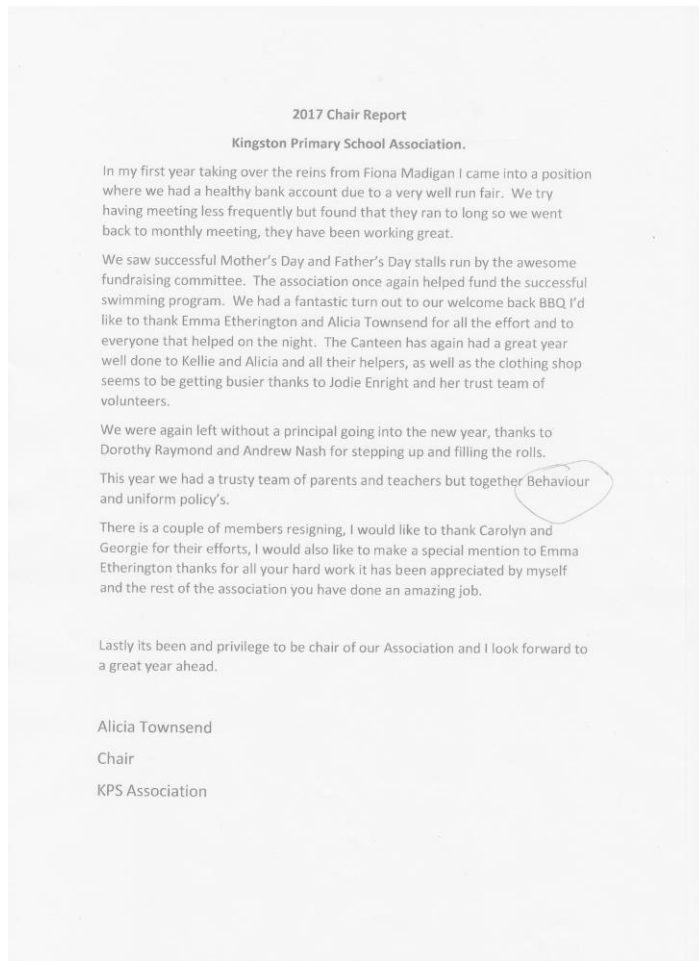 2017 Chair Report
Kingston Primary School Association.
In my first year taking over the reins from Fiona Madigan I came into a position
where we had a healthy bank account due to a very well run fair. We try
having meeting less frequently but found that they ran to long so we went
back to monthly meeting, they have been working great.
We saw successful Mother's Day and Father's Day stalls run by the awesome
fundraising committee. The association once again helped fund the successful
swimming program. We had a fantastic turn out to our welcome back BBQ I'd
like to thank Emma Etherington and Alicia Townsend for all the effort and to
everyone that helped on the night. The Canteen has again had a great year
well done to Kellie and Alicia and all their helpers, as well as the clothing shop
seems to be getting busier thanks to Jodie Enright and her trust team of
volunteers.
We were again left without a principal going into the new year, thanks to
Dorothy Raymond and Andrew Nash for stepping up and filling the rolls.
This year we had a trusty team of parents and teachers but together Behaviour
and uniform policy's.
There is a couple of members resigning, I would like to thank Carolyn and
Georgie for their efforts, I would also like to make a special mention to Emma
Etherington thanks for all your hard work it has been appreciated by myself
and the rest of the association you have done an amazing job.
Lastly its been and privilege to be chair of our Association and I look forward to
a great year ahead.
Alicia Townsend
Chair
KPS Association